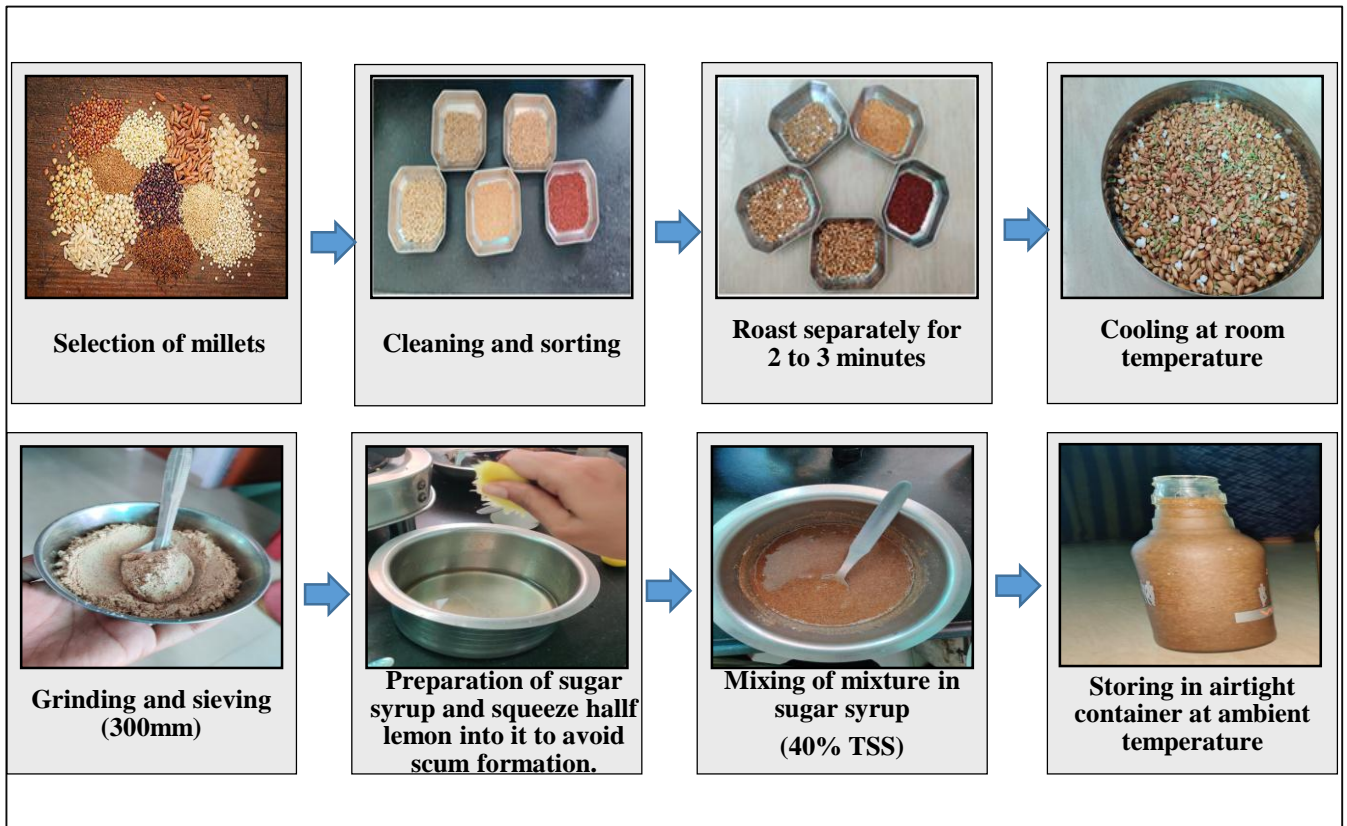 Selection of millets
Cleaning and sorting
Roast separately for
2 to 3 minutes
Cooling at room
temperature
Grinding and sieving
(300mm)
Preparation of sugar
syrup and squeeze hallf
lemon into it to avoid
scum formation.
Mixing of mixture in
sugar syrup
(40% TSS)
Storing in airtight
container at ambient
temperature